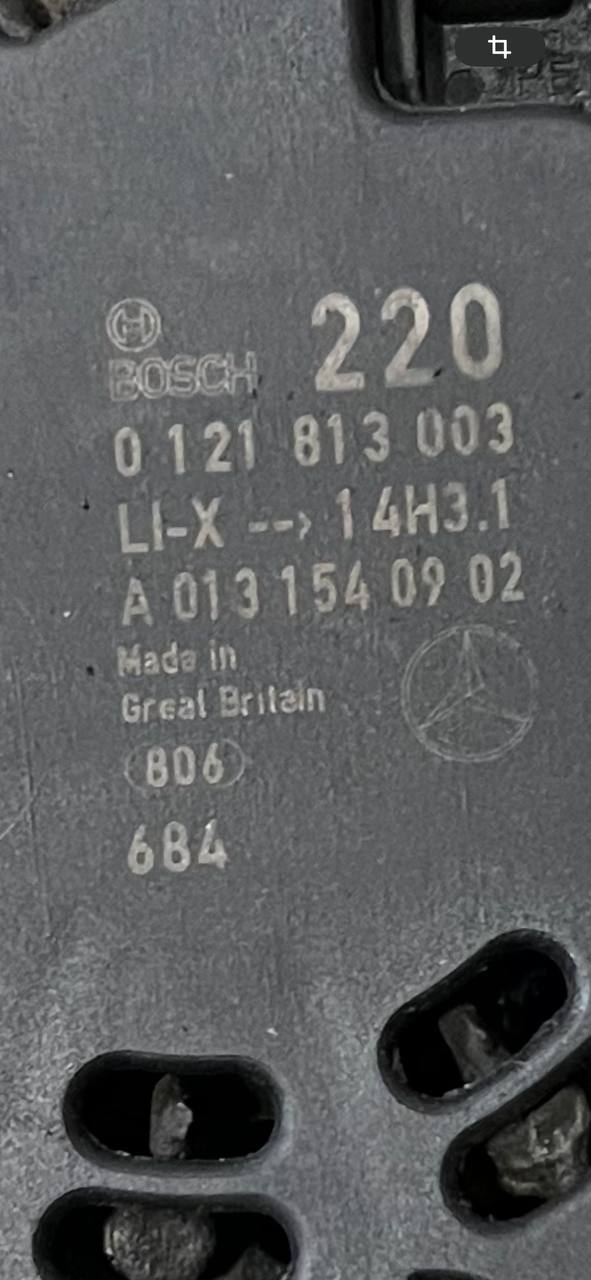 BOSCH 220
0 121 813 003
LI-X --> 14H3.1
A 013 154 09 02
Made in
Great Britain
806
684